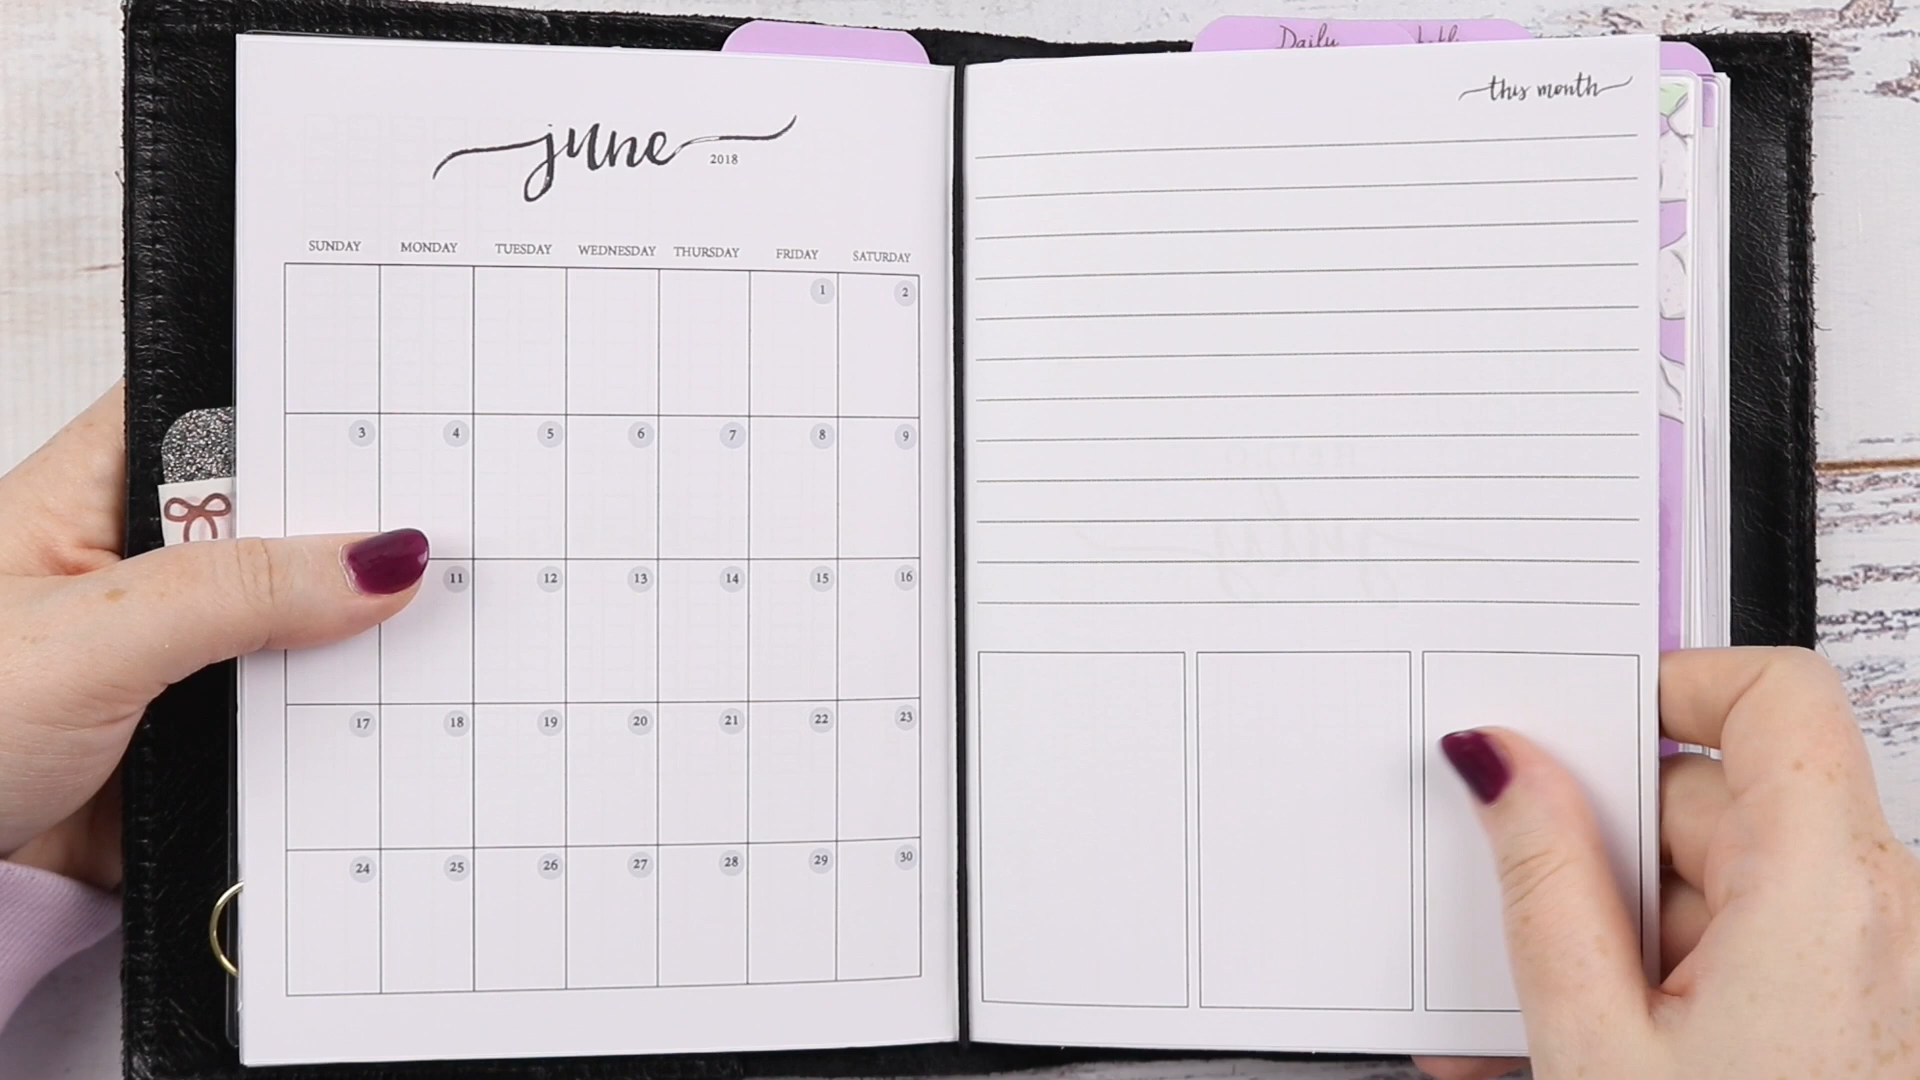 Daily
june
2018
SUNDAY MONDAY TUESDAY WEDNESDAY THURSDAY FRIDAY SATURDAY
1 2
3 4 5 6 7 8 9
11 12 13 14 15 16
17 18 19 20 21 22 23
24 25 26 27 28 29 30
this month